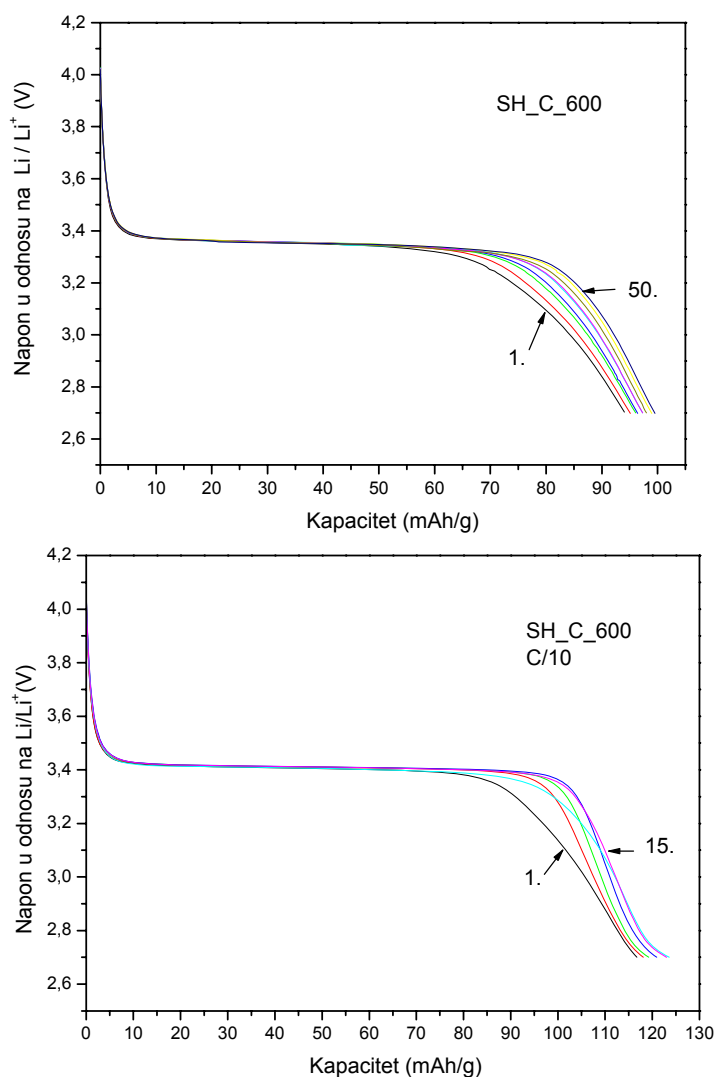 4,2
4,0
3,8
3,6
3,4
3,2
3,0
2,8
2,6
Napon u odnosu na Li / Li⁺ (V)
SH_C_600
50.
1.
0 10 20 30 40 50 60 70 80 90 100
Kapacitet (mAh/g)
4,2
4,0
3,8
3,6
3,4
3,2
3,0
2,8
2,6
Napon u odnosu na Li/Li⁺(V)
SH_C_600
C/10
15.
1.
0 10 20 30 40 50 60 70 80 90 100 110 120 130
Kapacitet (mAh/g)